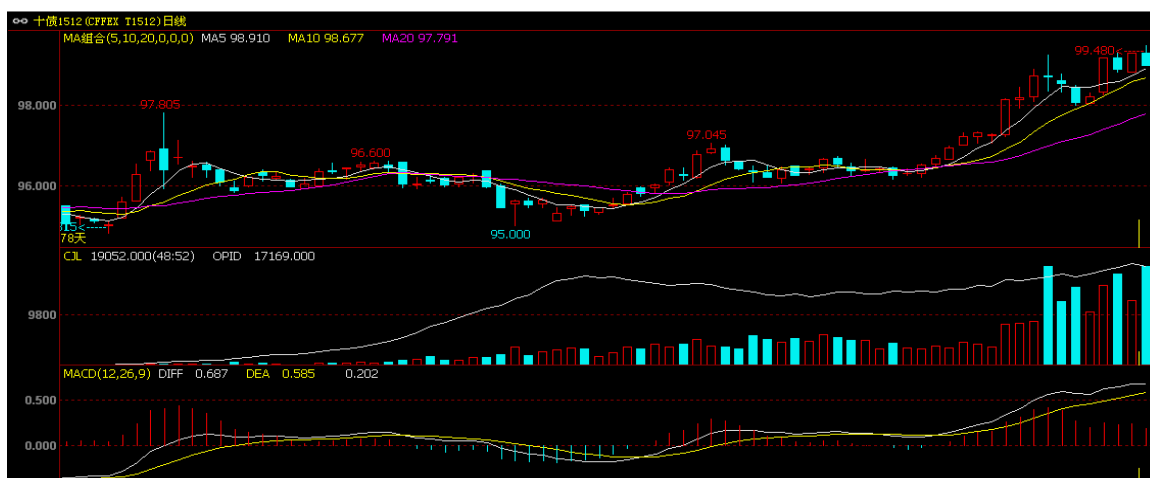 十债1512(CFFEX T1512)日线
MA组合(5,10,20,0,0,0) MA5 98.910 MA10 98.677 MA20 97.791
99.480<
98.000
97.805
97.045
96.600
96.000
15<
95.000
78天
CJL 19052.000(48:52) OPID 17169.000
9800
MACD(12,26,9) DIFF 0.687 DEA 0.585 0.202
0.500
0.000